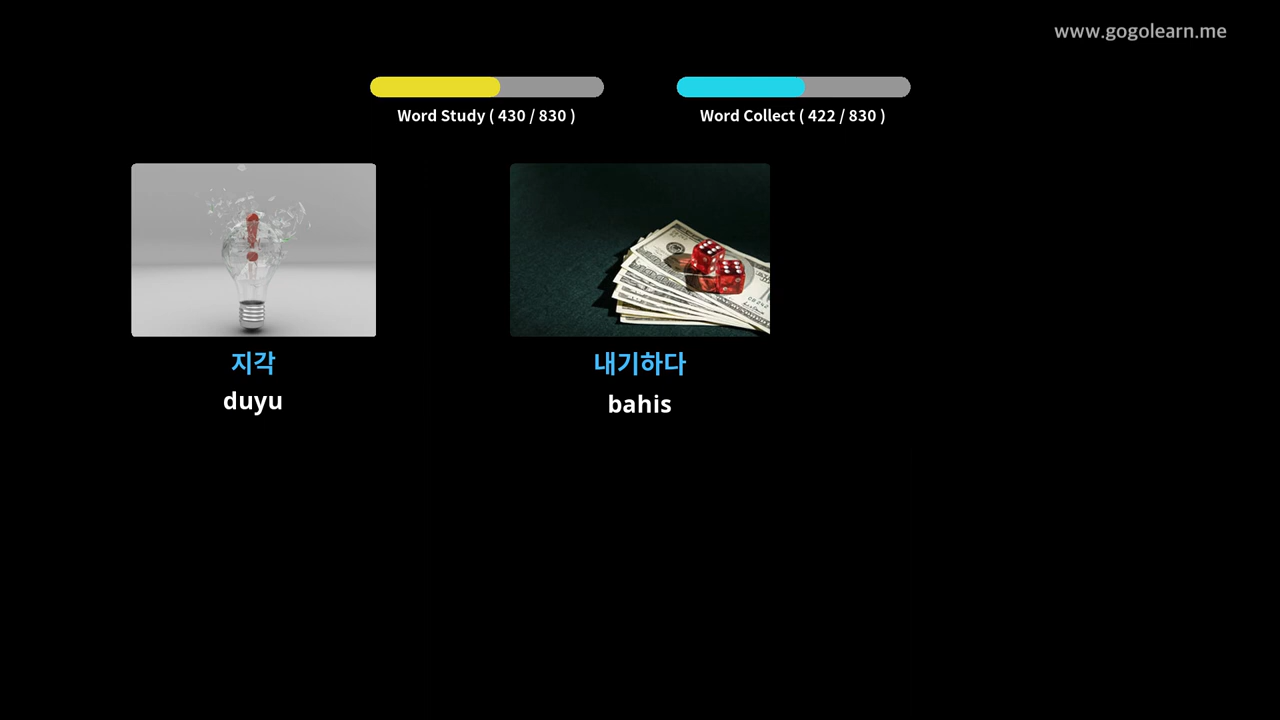 www.gogolearn.me
Word Study ( 430 / 830 )
Word Collect ( 422 / 830 )
지각
duyu
내기하다
bahis